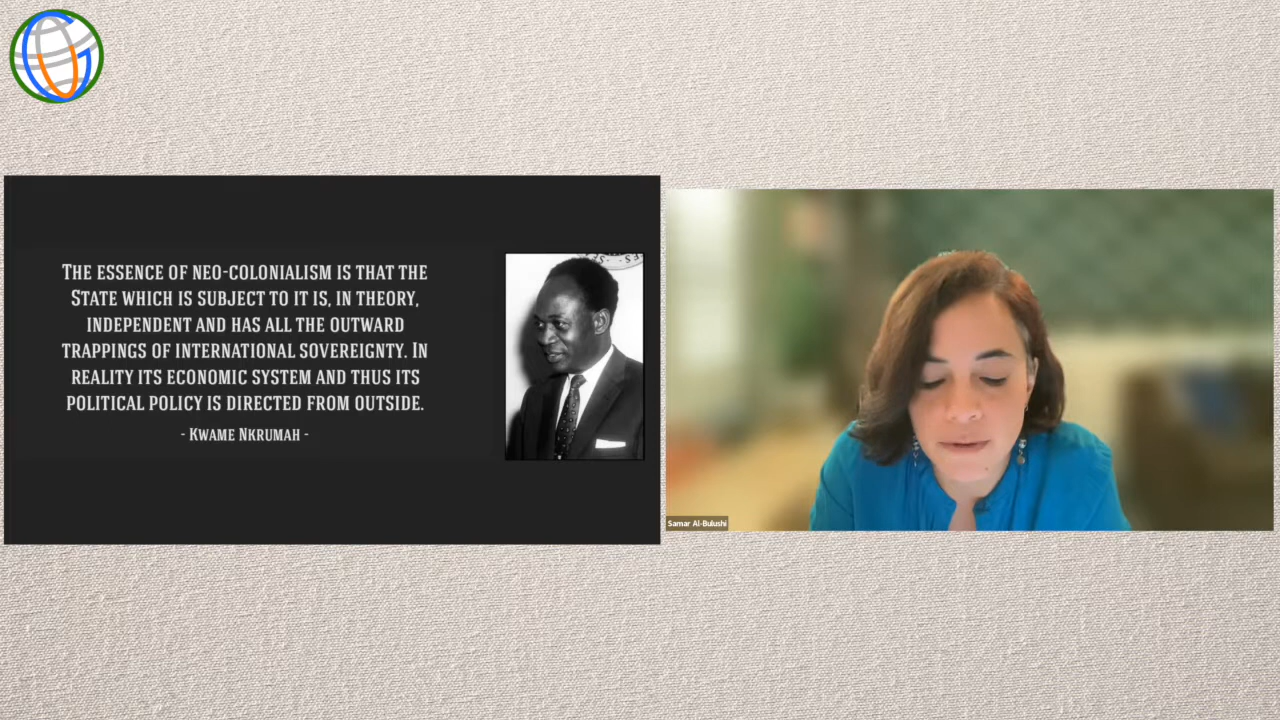 THE ESSENCE OF NEO-COLONIALISM IS THAT THE
STATE WHICH IS SUBJECT TO IT IS, IN THEORY,
INDEPENDENT AND HAS ALL THE OUTWARD
TRAPPINGS OF INTERNATIONAL SOVEREIGNTY. IN
REALITY ITS ECONOMIC SYSTEM AND THUS ITS
POLITICAL POLICY IS DIRECTED FROM OUTSIDE.
- KWAME NKRUMAH -
Samar Al-Bulushi